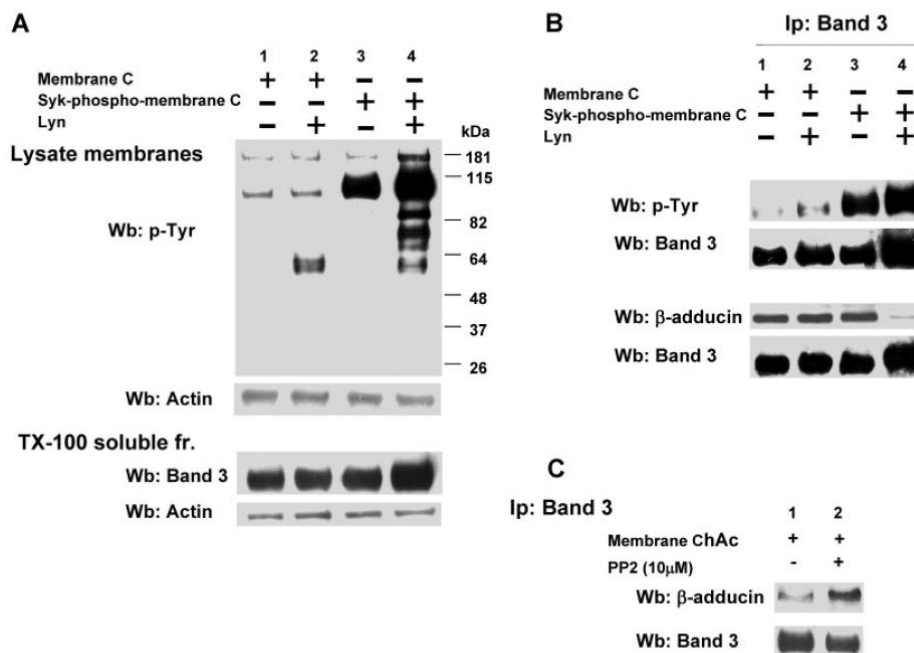 A
1 2 3 4
Membrane C + + – –
Syk-phospho-membrane C – – + +
Lyn – + – +
kDa
Lysate membranes
181
115
Wb: p-Tyr
82
64
48
37
26
Wb: Actin
TX-100 soluble fr.
Wb: Band 3
Wb: Actin
B
Ip: Band 3
1 2 3 4
Membrane C + + – –
Syk-phospho-membrane C – – + +
Lyn – + – +
Wb: p-Tyr
Wb: Band 3
Wb: β-adducin
Wb: Band 3
C
Ip: Band 3
1 2
Membrane ChAc + +
PP2 (10µM) - +
Wb: β-adducin
Wb: Band 3